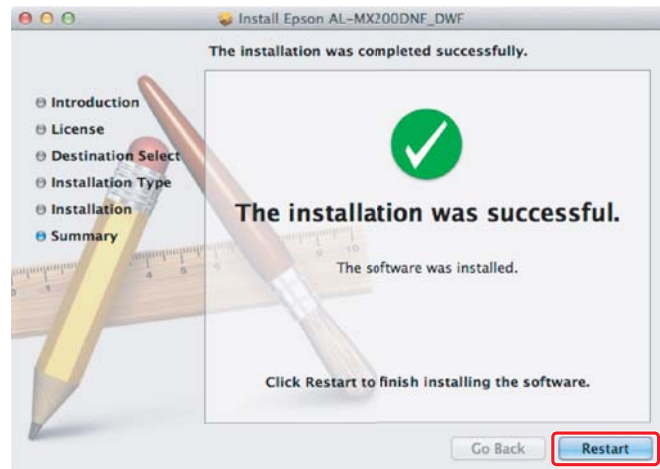 Install Epson AL-MX200DNF_DWF
The installation was completed successfully.
Introduction
License
Destination Select
Installation Type
Installation
Summary
The installation was successful.
The software was installed.
Click Restart to finish installing the software.
Go Back
Restart